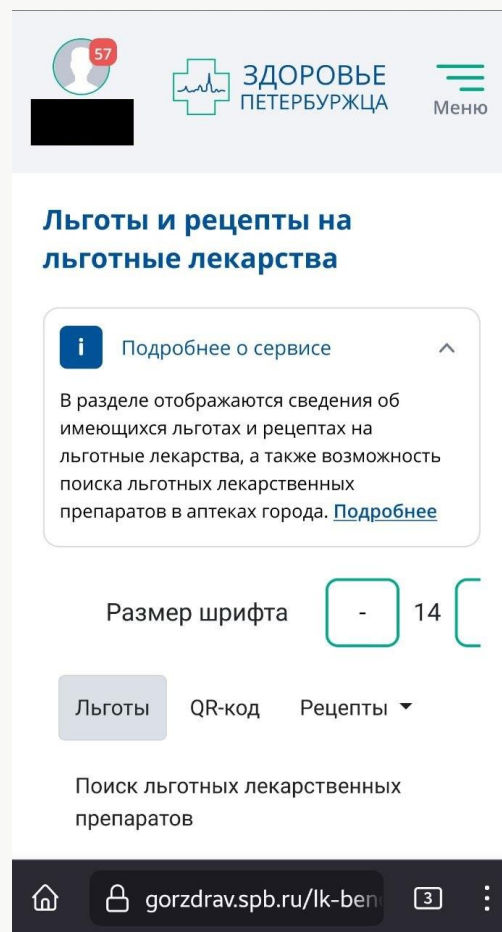 57
ЗДОРОВЬЕ
ПЕТЕРБУРЖЦА
Меню
Льготы и рецепты на
льготные лекарства
i Подробнее о сервисе
В разделе отображаются сведения об
имеющихся льготах и рецептах на
льготные лекарства, а также возможность
поиска льготных лекарственных
препаратов в аптеках города. Подробнее
Размер шрифта - 14
Льготы QR-код Рецепты
Поиск льготных лекарственных
препаратов
gorzdrav.spb.ru/lk-ben 3